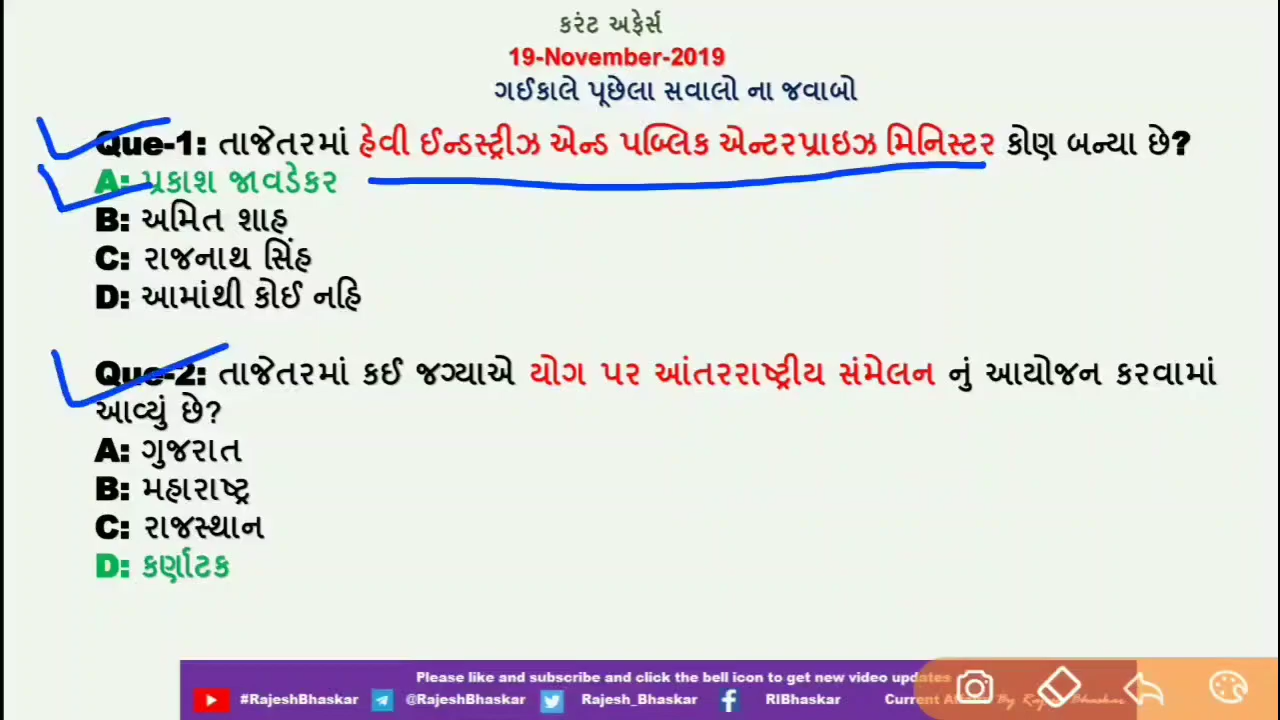 કરંટ અફેર્સ
19-November-2019
ગઈકાલે પૂછેલા સવાલો ના જવાબો
Que-1: તાજેતરમાં હેવી ઈન્ડસ્ટ્રીઝ એન્ડ પબ્લિક એન્ટરપ્રાઇઝ મિનિસ્ટર કોણ બન્યા છે?
A: પ્રકાશ જાવડેકર
B: અમિત શાહ
C: રાજનાથ સિંહ
D: આમાંથી કોઈ નહિ
Que-2: તાજેતરમાં કઈ જગ્યાએ યોગ પર આંતરરાષ્ટ્રીય સંમેલન નું આયોજન કરવામાં
આવ્યું છે?
A: ગુજરાત
B: મહારાષ્ટ્ર
C: રાજસ્થાન
D: કર્ણાટક
Please like and subscribe and click the bell icon to get new video updates
#RajeshBhaskar @RajeshBhaskar Rajesh_Bhaskar RIBhaskar Current By Bhaskar